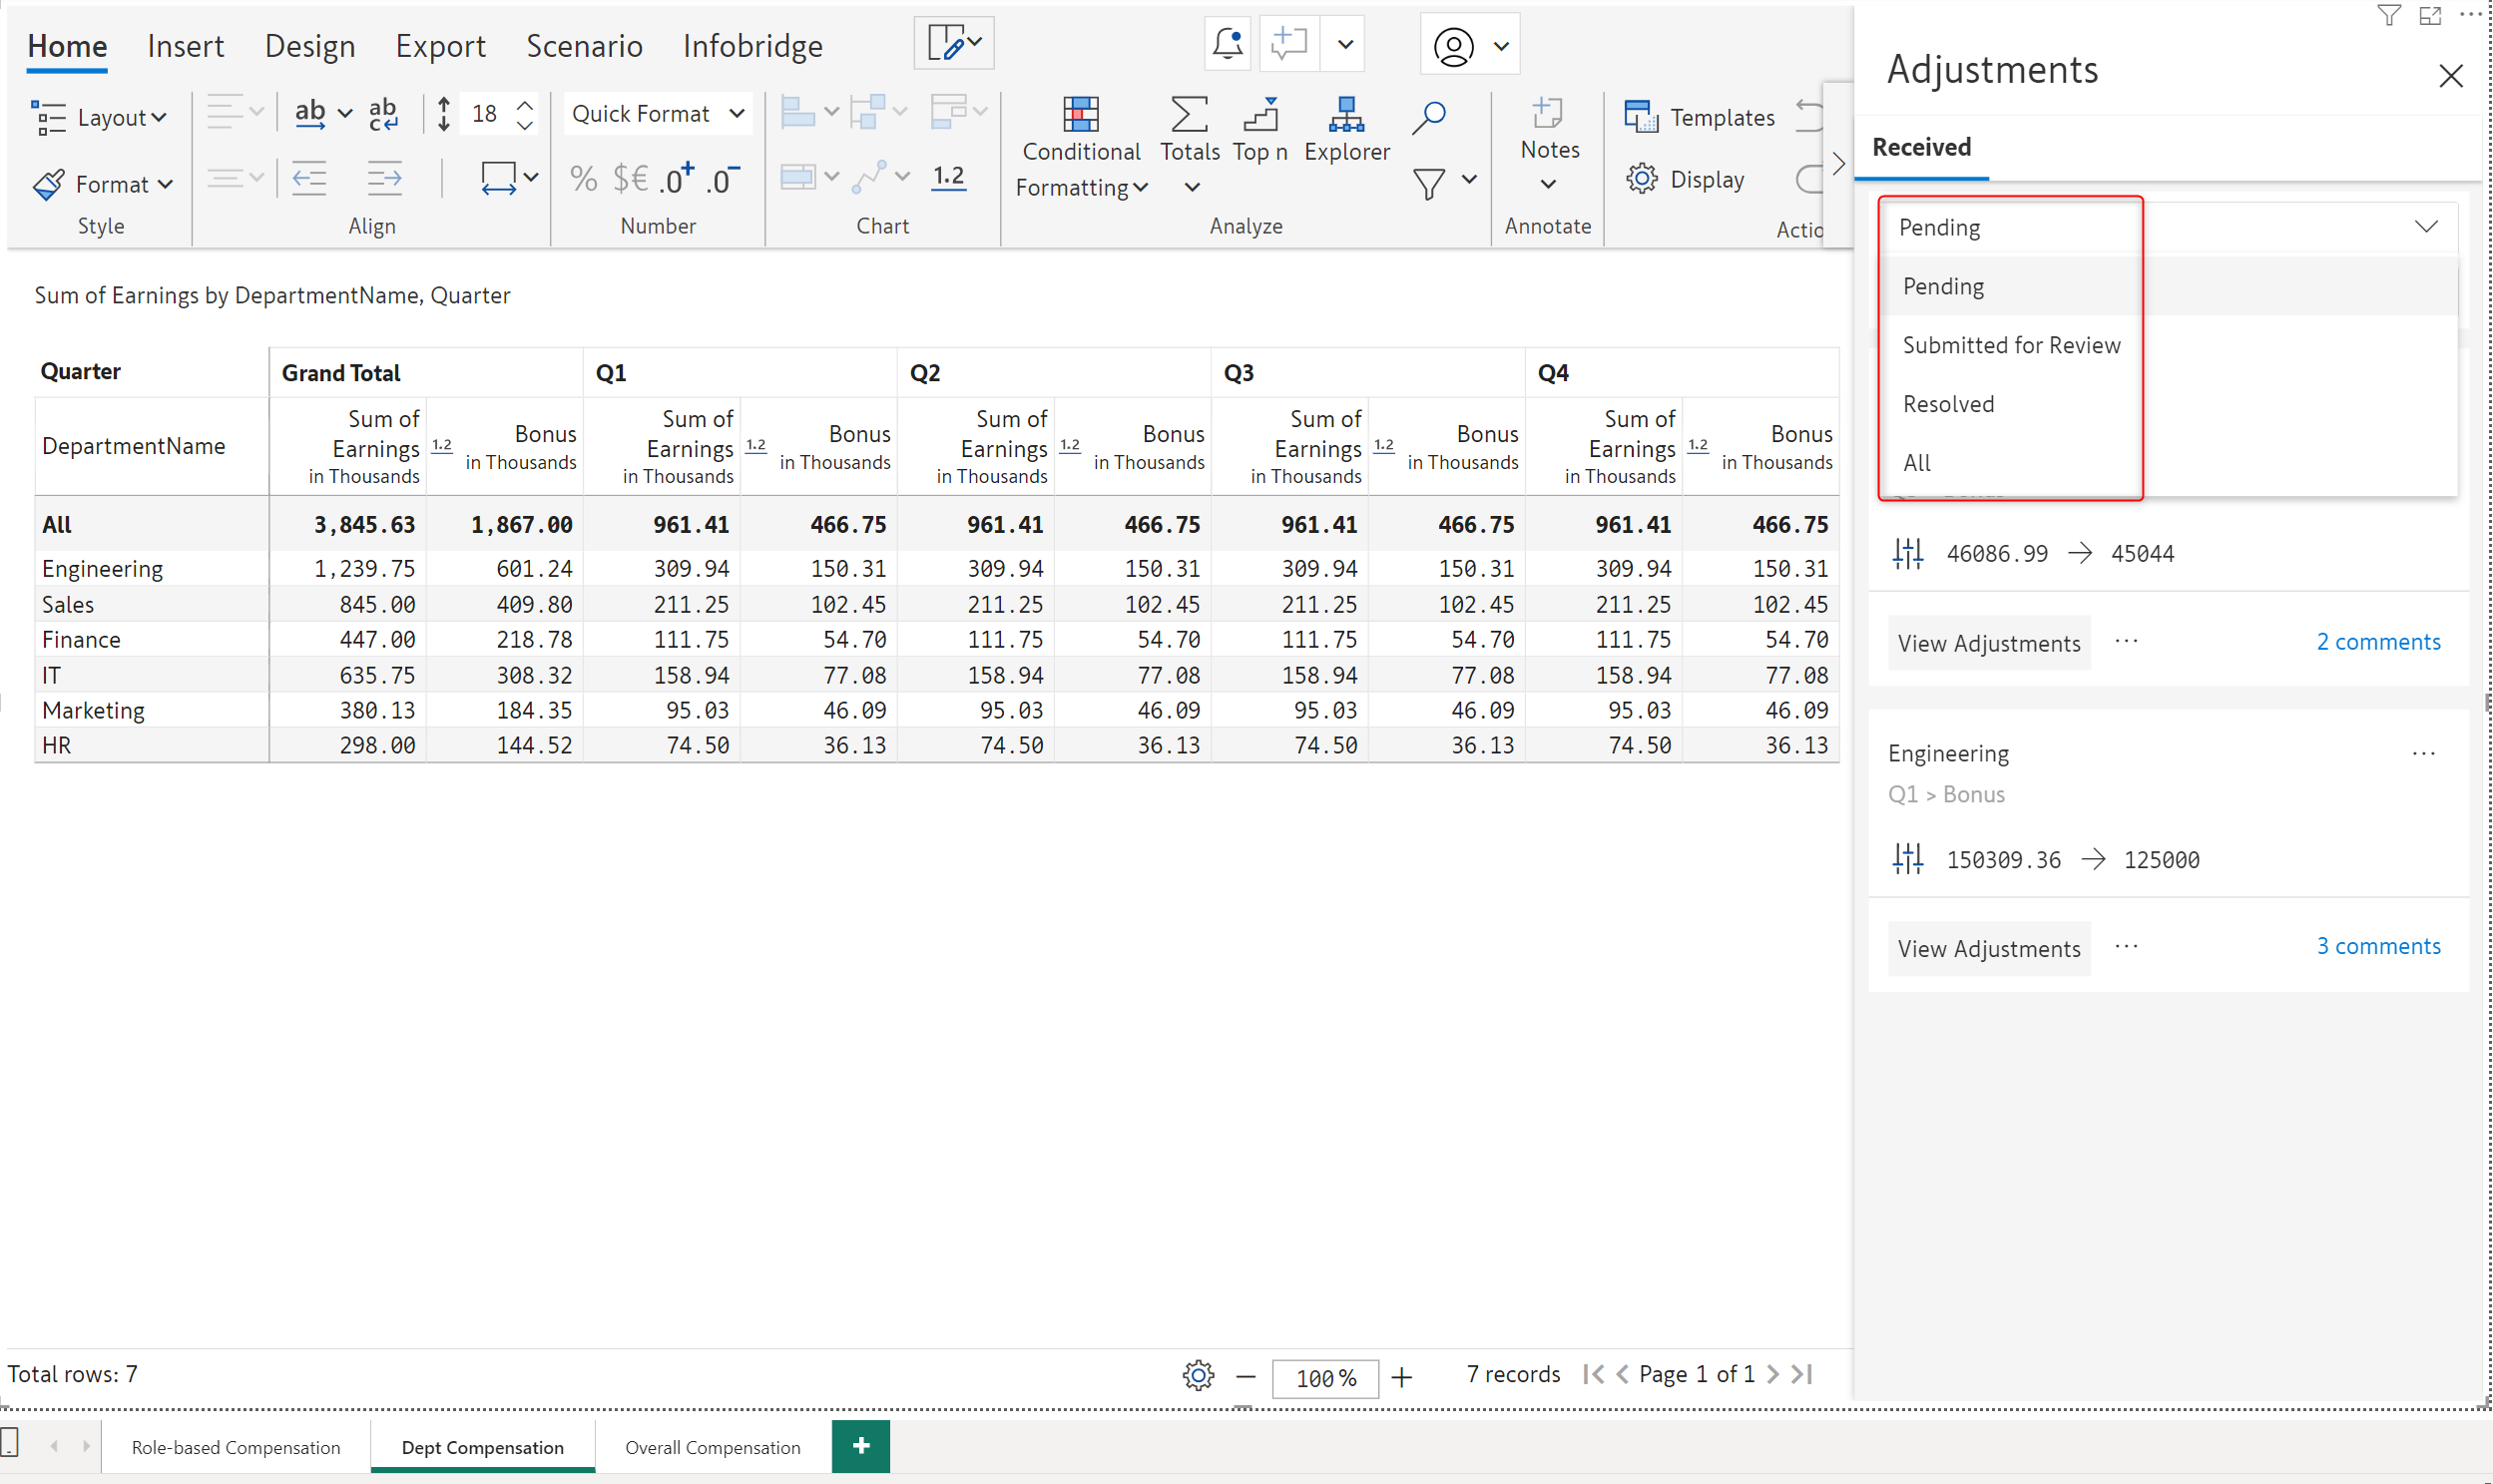 Home Insert Design Export Scenario Infobridge
Layout
Format
Style
ab
ab
c
18
Align
Quick Format
% $€ .0+ .0-
Number
1.2
Chart
Conditional
Formatting
Totals
Top n
Explorer
Analyze
Notes
Annotate
Templates
Display
Actio
Adjustments
Received
Pending
Pending
Submitted for Review
Resolved
All
Sum of Earnings by DepartmentName, Quarter
Quarter Grand Total Q1 Q2 Q3 Q4
DepartmentName Sum of Earnings in Thousands 1.2 Bonus in Thousands Sum of Earnings in Thousands 1.2 Bonus in Thousands Sum of Earnings in Thousands 1.2 Bonus in Thousands Sum of Earnings in Thousands 1.2 Bonus in Thousands Sum of Earnings in Thousands 1.2 Bonus in Thousands
All 3,845.63 1,867.00 961.41 466.75 961.41 466.75 961.41 466.75 961.41 466.75
Engineering 1,239.75 601.24 309.94 150.31 309.94 150.31 309.94 150.31 309.94 150.31
Sales 845.00 409.80 211.25 102.45 211.25 102.45 211.25 102.45 211.25 102.45
Finance 447.00 218.78 111.75 54.70 111.75 54.70 111.75 54.70 111.75 54.70
IT 635.75 308.32 158.94 77.08 158.94 77.08 158.94 77.08 158.94 77.08
Marketing 380.13 184.35 95.03 46.09 95.03 46.09 95.03 46.09 95.03 46.09
HR 298.00 144.52 74.50 36.13 74.50 36.13 74.50 36.13 74.50 36.13
46086.99 → 45044
View Adjustments ··· 2 comments
Engineering ···
Q1 > Bonus
150309.36 → 125000
View Adjustments ··· 3 comments
Total rows: 7
100%
7 records
Page 1 of 1
Role-based Compensation Dept Compensation Overall Compensation +